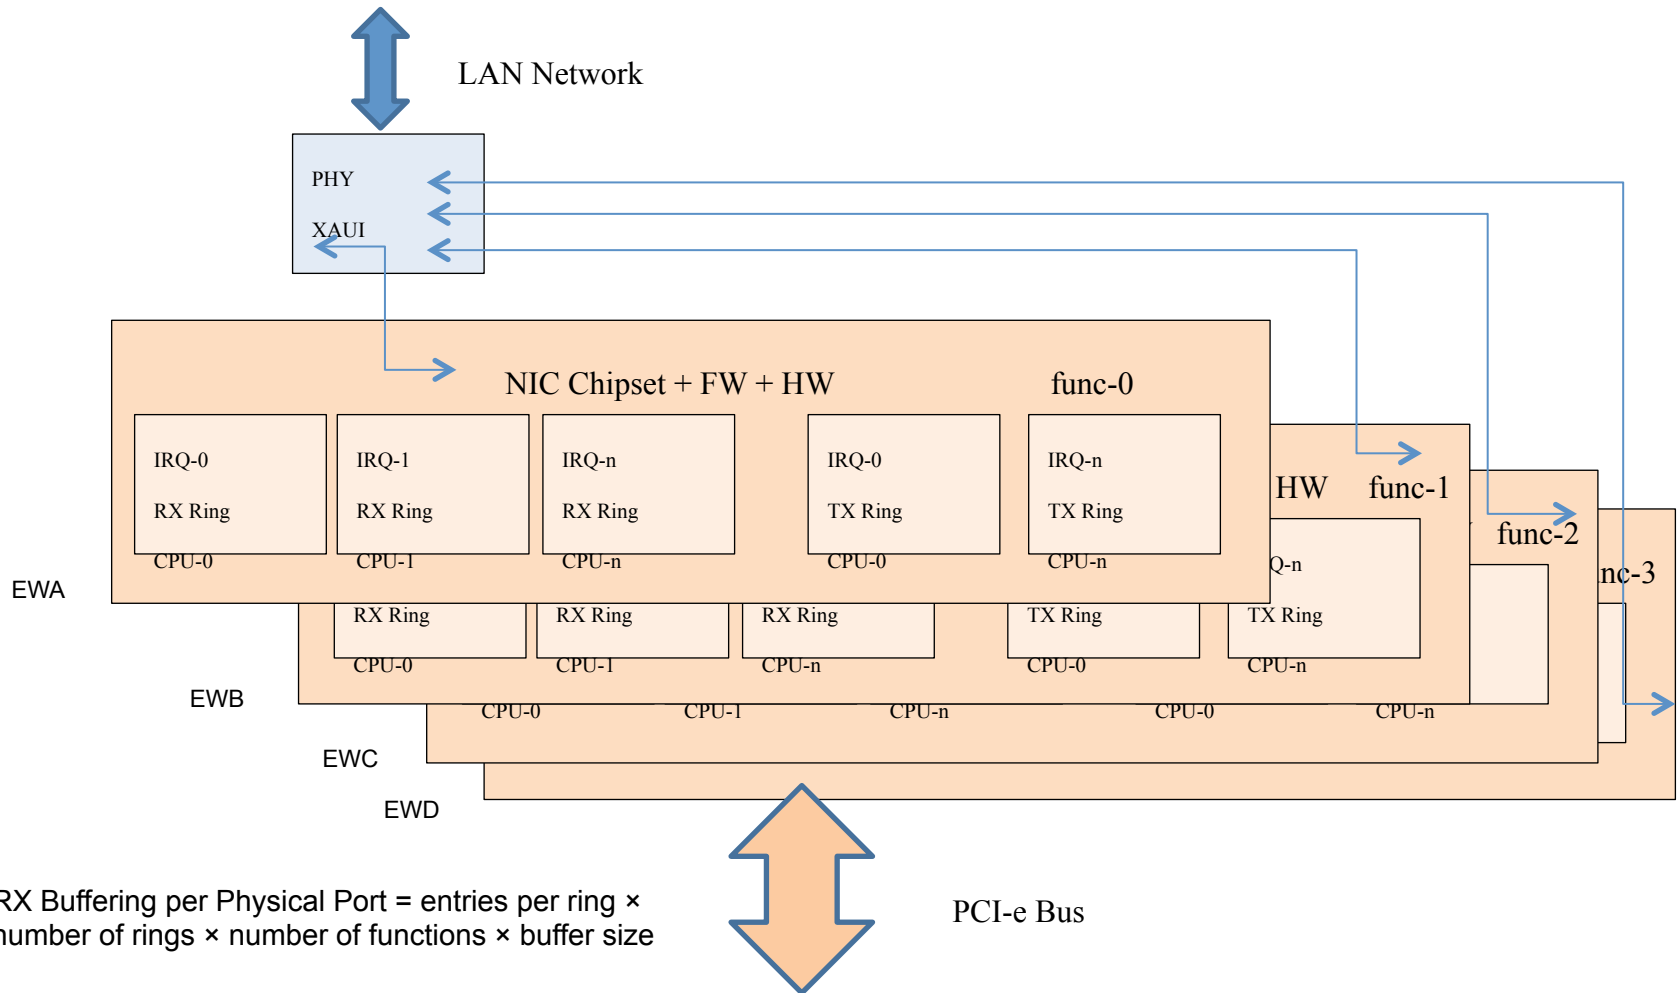 LAN Network
PHY
XAUI
NIC Chipset + FW + HW
func-0
IRQ-0
RX Ring
CPU-0
IRQ-1
RX Ring
CPU-1
IRQ-n
RX Ring
CPU-n
IRQ-0
TX Ring
CPU-0
IRQ-n
TX Ring
CPU-n
EWA
HW
func-1
RX Ring
CPU-0
RX Ring
CPU-1
RX Ring
CPU-n
TX Ring
CPU-0
Q-n
TX Ring
CPU-n
EWB
func-2
CPU-0
CPU-1
CPU-n
CPU-0
CPU-n
EWC
nc-3
EWD
RX Buffering per Physical Port = entries per ring ×
number of rings × number of functions × buffer size
PCI-e Bus